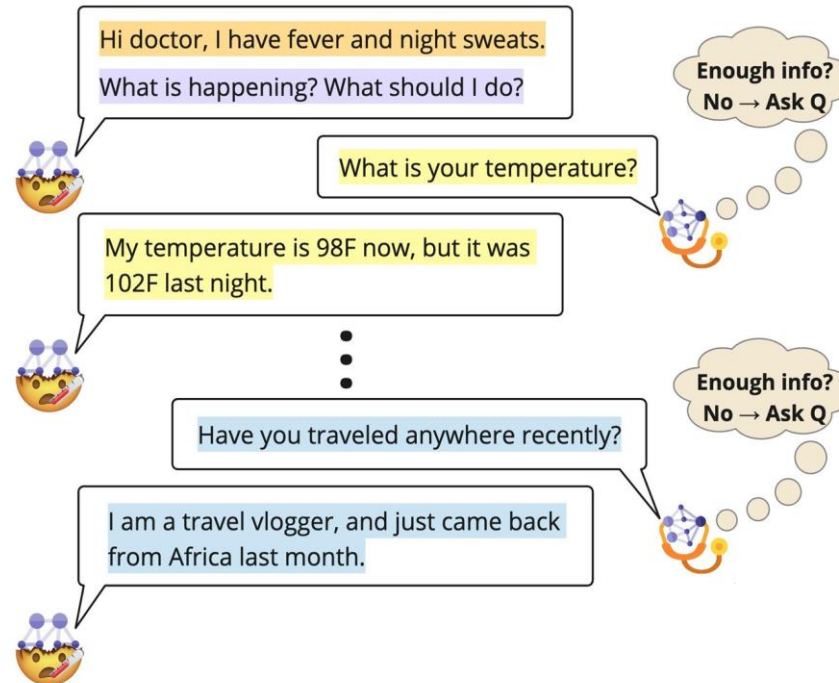 Hi doctor, I have fever and night sweats.
What is happening? What should I do?
Enough info?
No → Ask Q
What is your temperature?
My temperature is 98F now, but it was
102F last night.
Enough info?
No → Ask Q
Have you traveled anywhere recently?
I am a travel vlogger, and just came back
from Africa last month.